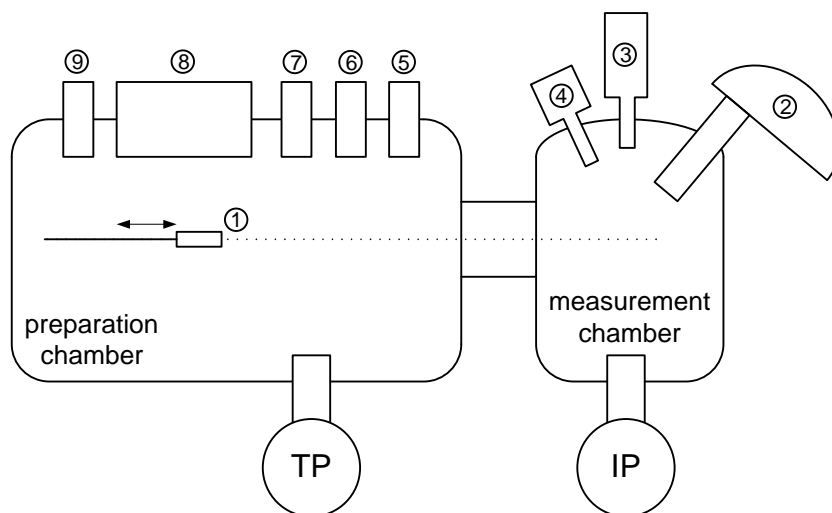 ⑨ ⑧ ⑦ ⑥ ⑤ ④ ③ ②
①
preparation
chamber
measurement
chamber
TP
IP